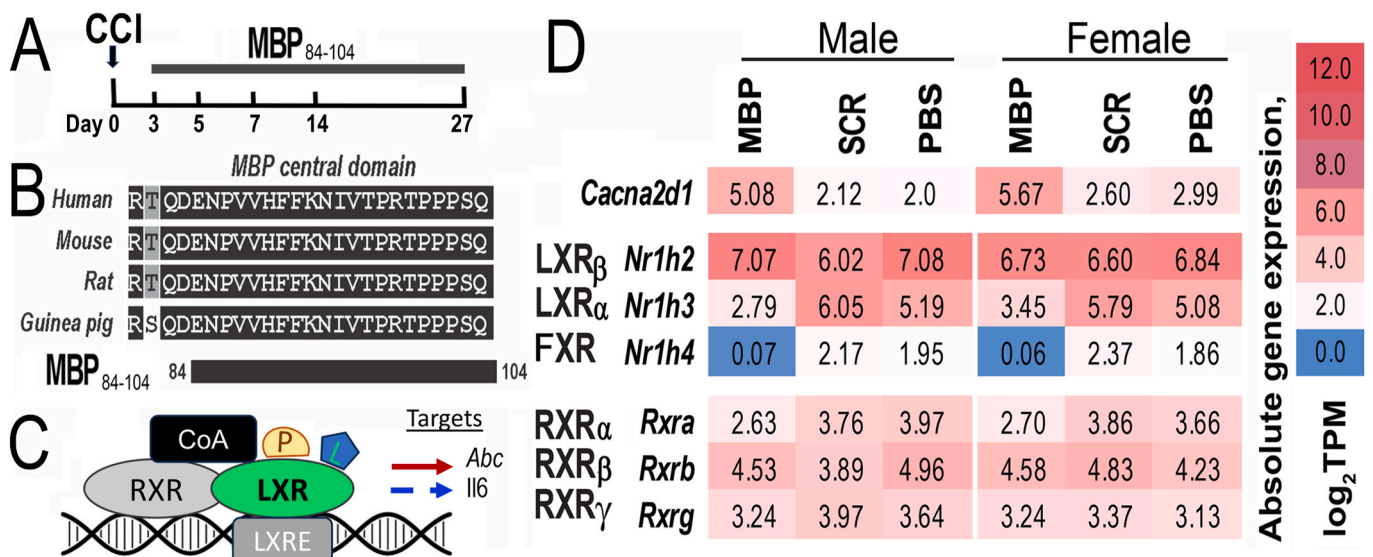 A
CCI
MBP84-104
Day 0 3 5 7 14 27
B
MBP central domain
Human RTQDENPVVHFFKNIVTPRTPPPSQ
Mouse RTQDENPVVHFFKNIVTPRTPPPSQ
Rat RTQDENPVVHFFKNIVTPRTPPPSQ
Guinea pig RSQDENPVVHFFKNIVTPRTPPPSQ
MBP84-104 84 104
C
CoA P L
RXR LXR
LXRE
Targets
Abc
Il6
D
Male Female
MBP SCR PBS MBP SCR PBS
Cacna2d1 5.08 2.12 2.0 5.67 2.60 2.99
LXRβ Nr1h2 7.07 6.02 7.08 6.73 6.60 6.84
LXRα Nr1h3 2.79 6.05 5.19 3.45 5.79 5.08
FXR Nr1h4 0.07 2.17 1.95 0.06 2.37 1.86
RXRα Rxra 2.63 3.76 3.97 2.70 3.86 3.66
RXRβ Rxrb 4.53 3.89 4.96 4.58 4.83 4.23
RXRγ Rxrg 3.24 3.97 3.64 3.24 3.37 3.13
Absolute gene expression,
log2TPM
12.0
10.0
8.0
6.0
4.0
2.0
0.0